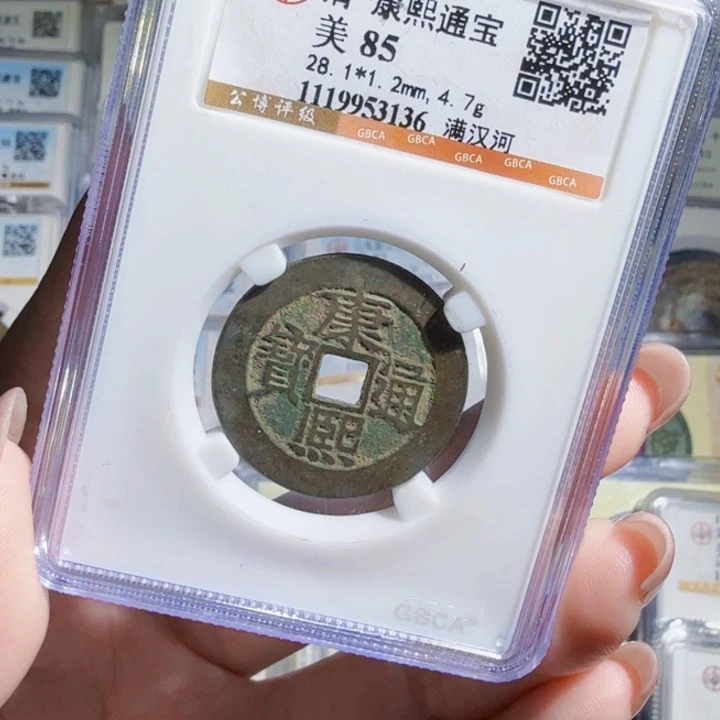 清 康熙通宝
美 85
28.1*1.2mm, 4.7g
1119953136 满汉河
公博评级 GBCA GBCA GBCA GBCA GBCA
康熙通寶
GBCA